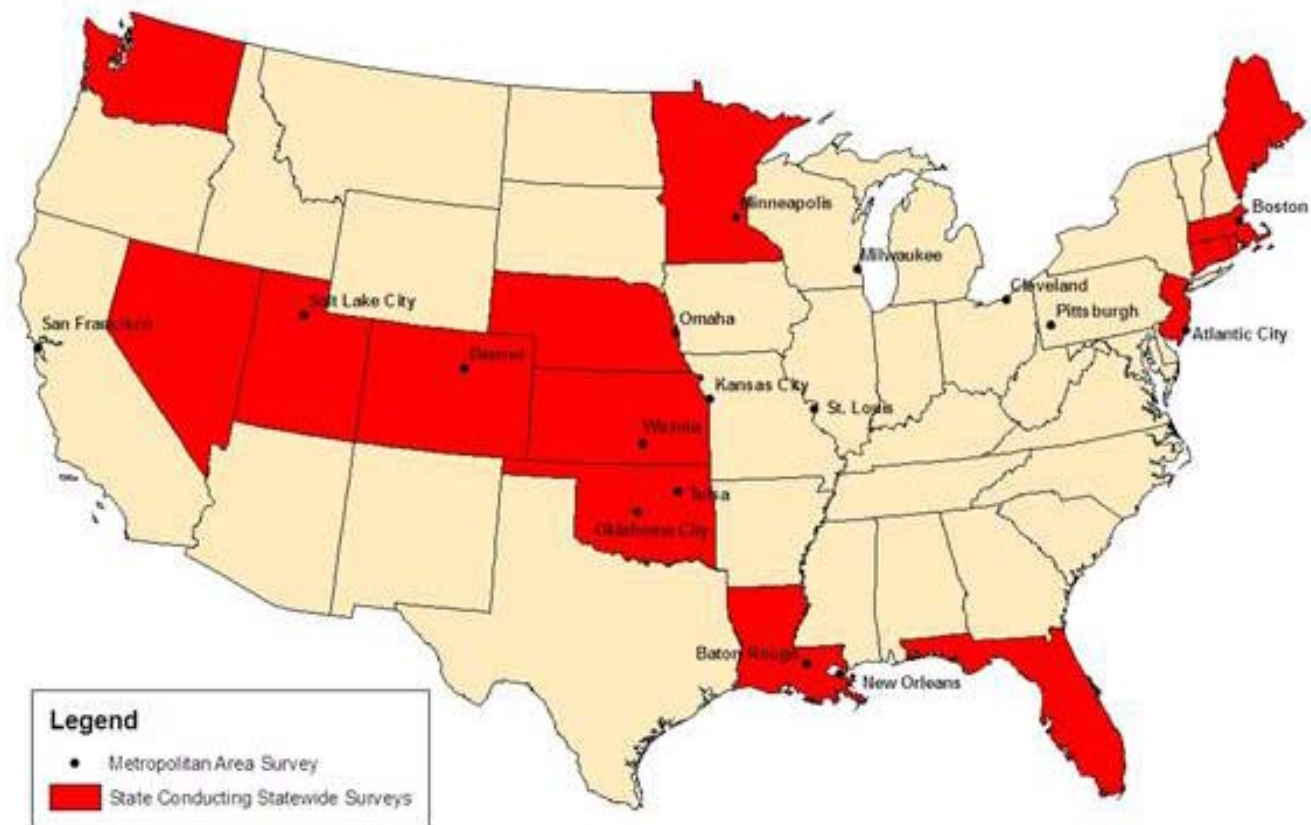 Minneapolis
Boston
Milwaukee
Cleveland
Salt Lake City
Pittsburgh
San Francisco
Omaha
Atlantic City
Denver
Kansas City
St. Louis
Wichita
Tulsa
Oklahoma City
Baton Rouge
New Orleans
Legend
Metropolitan Area Survey
State Conducting Statewide Surveys